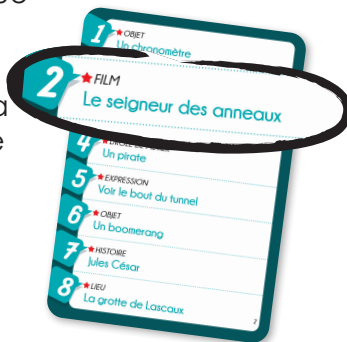 1 ★ OBJET
Un chronomètre
2 ★ FILM
Le seigneur des anneaux
4
Un pirate
5 ★ EXPRESSION
Voir le bout du tunnel
6 ★ OBJET
Un boomerang
7 ★ HISTOIRE
Jules César
8 ★ LIEU
La grotte de Lascaux
2